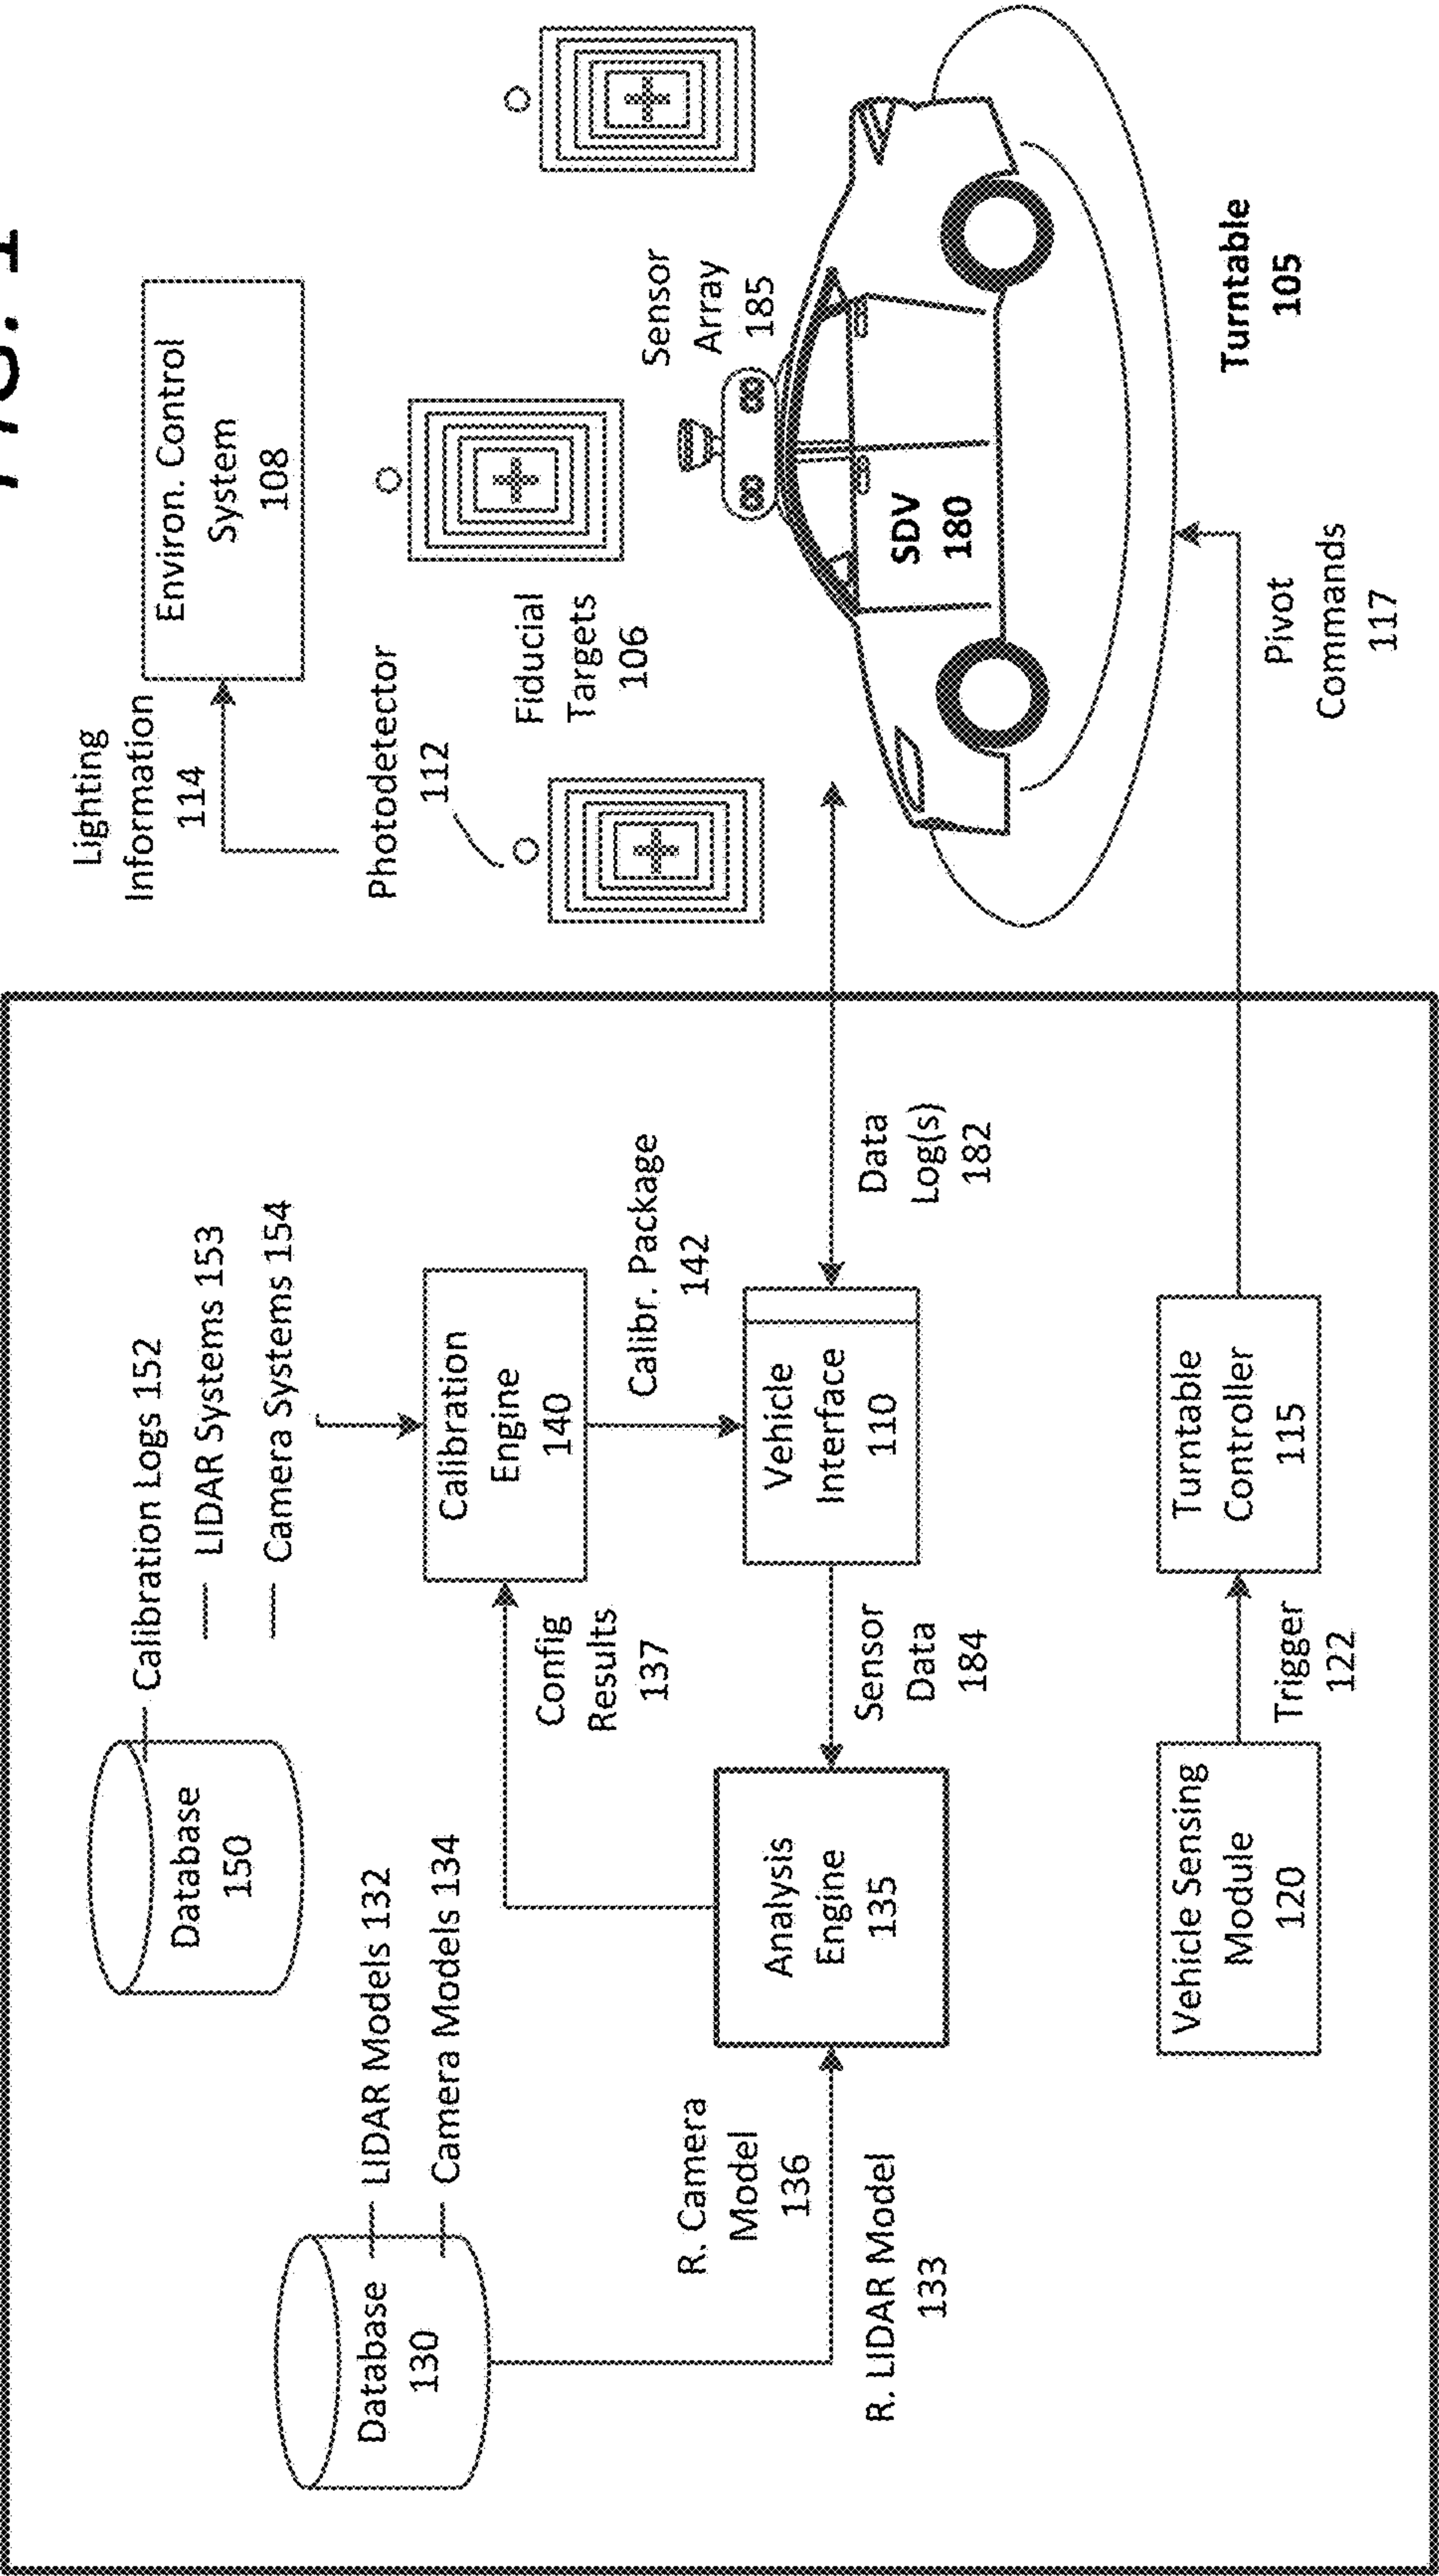 Database
150
Calibration Logs 152
LIDAR Systems 153
Camera Systems 154
Database
130
LIDAR Models 132
Camera Models 134
Calibration
Engine
140
Config
Results
137
Calibr. Package
142
R. Camera
Model
136
R. LIDAR Model
133
Analysis
Engine
135
Sensor
Data
184
Vehicle
Interface
110
Data
Log(s)
182
Vehicle Sensing
Module
120
Trigger
122
Turntable
Controller
115
Lighting
Information
114
Environ. Control
System
108
Photodetector
112
Fiducial
Targets
106
Sensor
Array
185
SDV
180
Turntable
105
Pivot
Commands
117